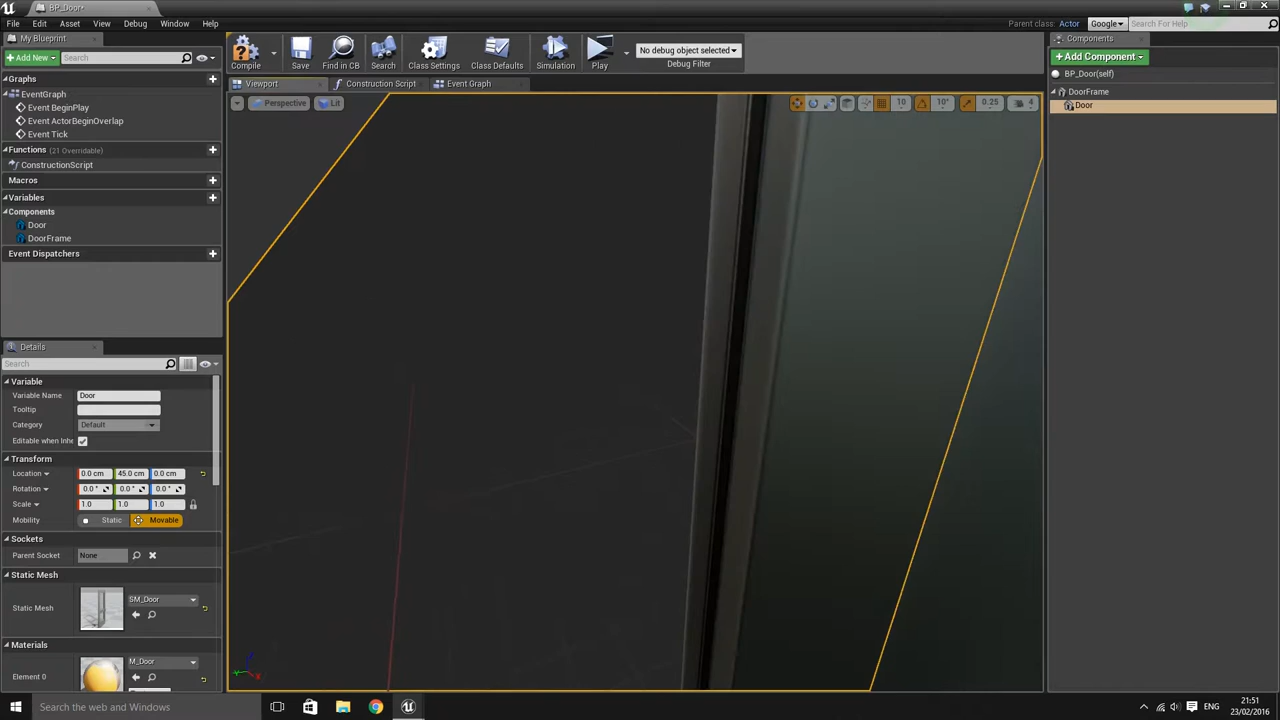 BP_Door*
File Edit Asset View Debug Window Help
Parent class: Actor Google Search For Help
My Blueprint
Components
Add New Search
Compile Save Find in CB Search Class Settings Class Defaults Simulation Play
No debug object selected
Debug Filter
Add Component
BP_Door(self)
DoorFrame
Door
Graphs
EventGraph
Event BeginPlay
Event ActorBeginOverlap
Event Tick
Functions (21 Overridable)
ConstructionScript
Macros
Variables
Components
Door
DoorFrame
Event Dispatchers
Viewport Construction Script Event Graph
Perspective Lit 10 10° 0.25 4
Details
Search
Variable
Variable Name Door
Tooltip
Category Default
Editable when Inhe
Transform
Location 0.0 cm 45.0 cm 0.0 cm
Rotation 0.0 ° 0.0 ° 0.0 °
Scale 1.0 1.0 1.0
Mobility Static Movable
Sockets
Parent Socket None
Static Mesh
Static Mesh SM_Door
Materials
Element 0 M_Door
Search the web and Windows
ENG
21:51
23/02/2016